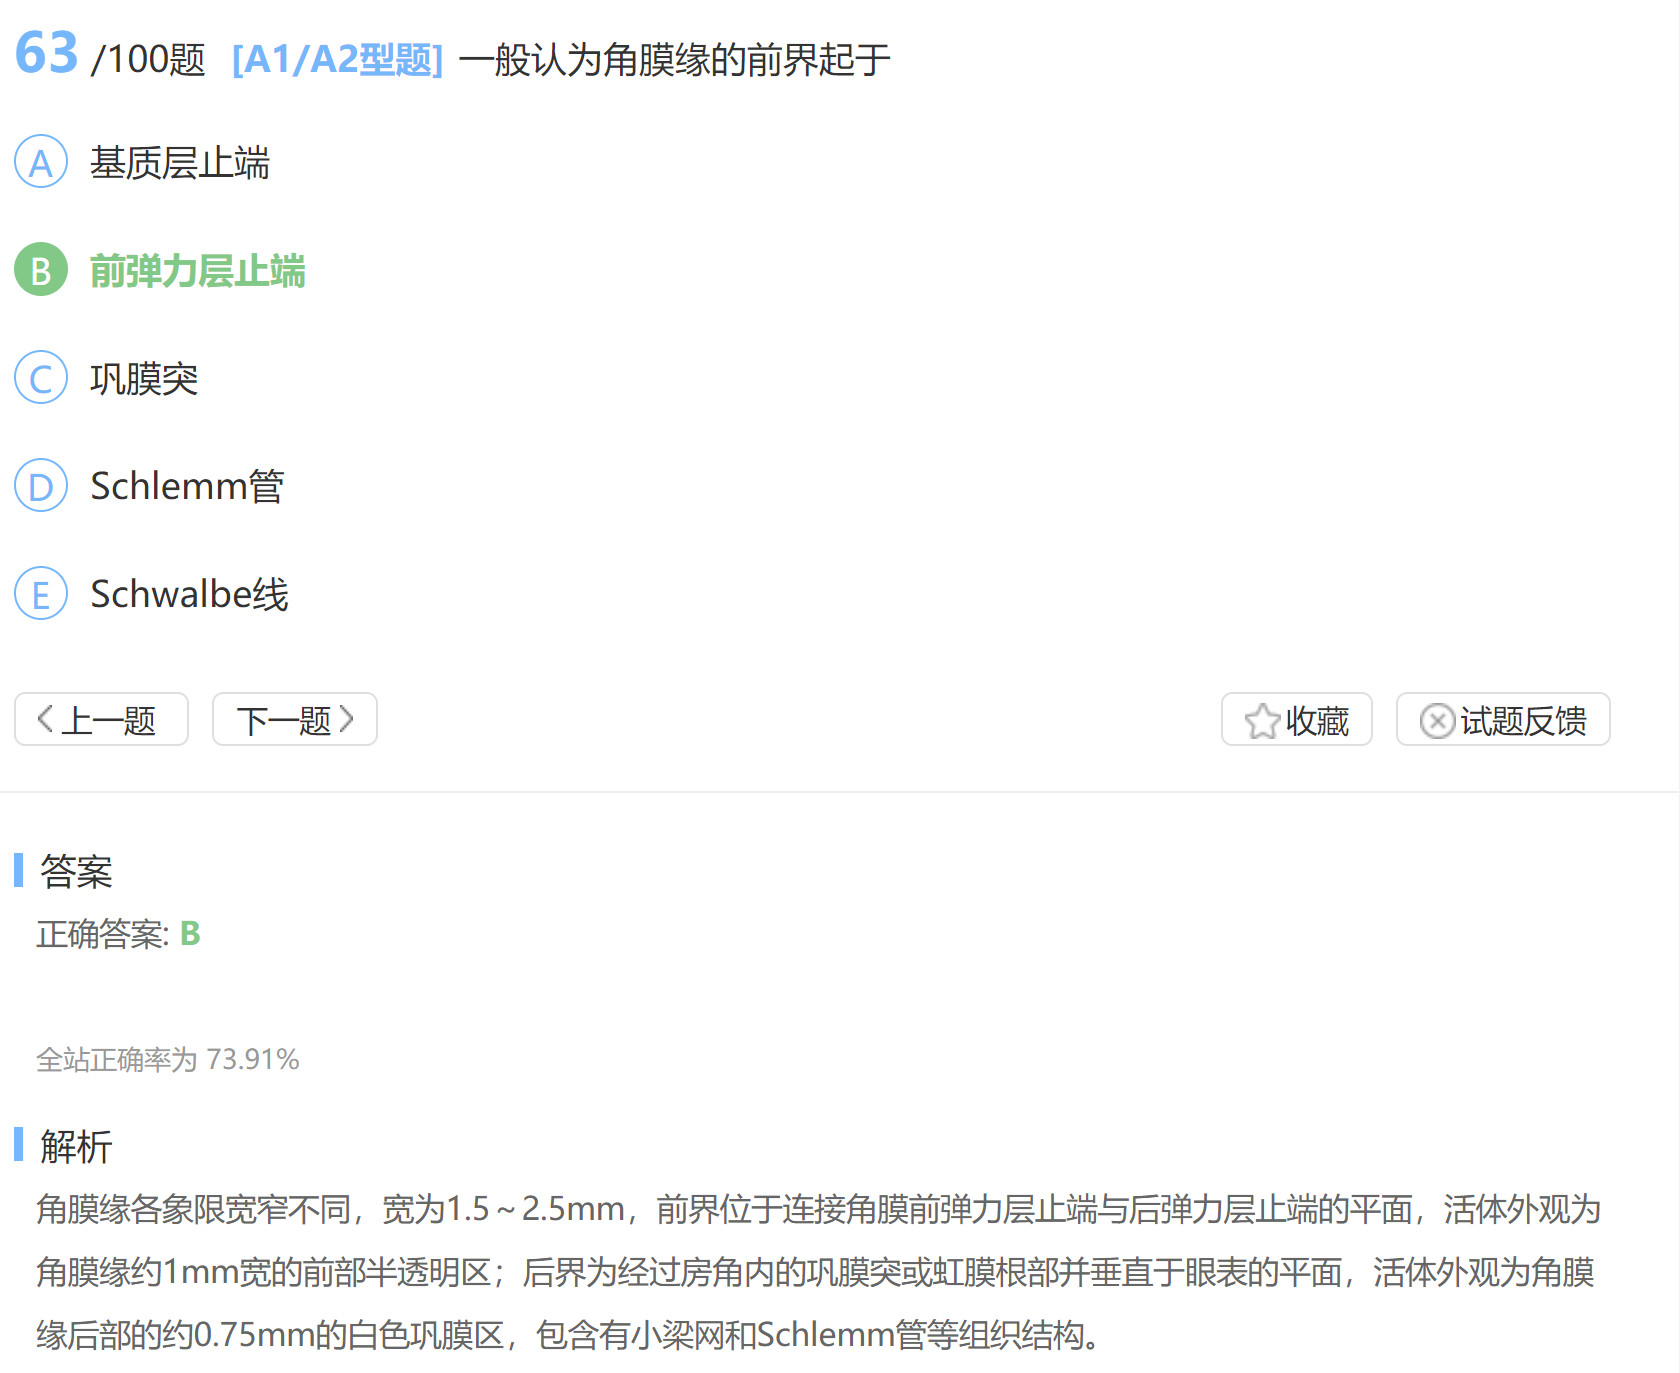 63 /100题 [A1/A2型题] 一般认为角膜缘的前界起于
A 基质层止端
B 前弹力层止端
C 巩膜突
D Schlemm管
E Schwalbe线
上一题 下一题 收藏 试题反馈
答案
正确答案: B
全站正确率为 73.91%
解析
角膜缘各象限宽窄不同，宽为1.5～2.5mm，前界位于连接角膜前弹力层止端与后弹力层止端的平面，活体外观为
角膜缘约1mm宽的前部半透明区；后界为经过房角内的巩膜突或虹膜根部并垂直于眼表的平面，活体外观为角膜
缘后部的约0.75mm的白色巩膜区，包含有小梁网和Schlemm管等组织结构。